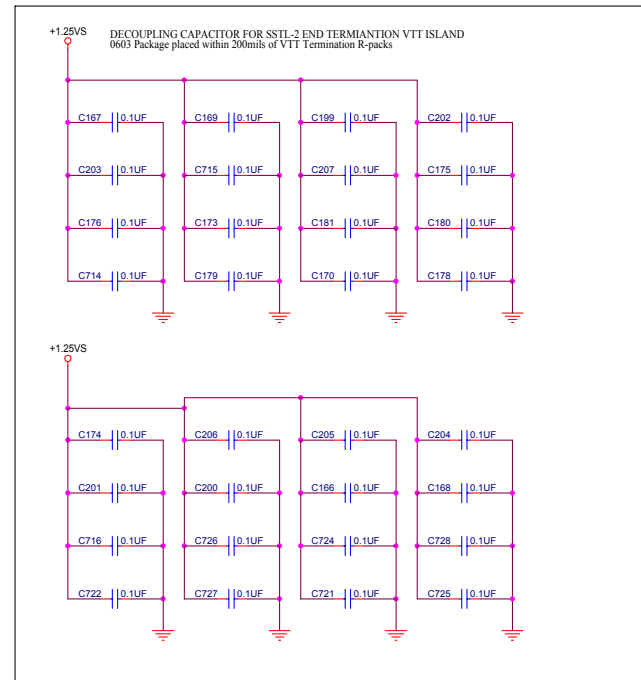 +1.25VS
DECOUPLING CAPACITOR FOR SSTL-2 END TERMIANTION VTT ISLAND
0603 Package placed within 200mils of VTT Termination R-packs
C167 0.1UF C169 0.1UF C199 0.1UF C202 0.1UF
C203 0.1UF C715 0.1UF C207 0.1UF C175 0.1UF
C176 0.1UF C173 0.1UF C181 0.1UF C180 0.1UF
C714 0.1UF C179 0.1UF C170 0.1UF C178 0.1UF
+1.25VS
C174 0.1UF C206 0.1UF C205 0.1UF C204 0.1UF
C201 0.1UF C200 0.1UF C166 0.1UF C168 0.1UF
C716 0.1UF C726 0.1UF C724 0.1UF C728 0.1UF
C722 0.1UF C727 0.1UF C721 0.1UF C725 0.1UF